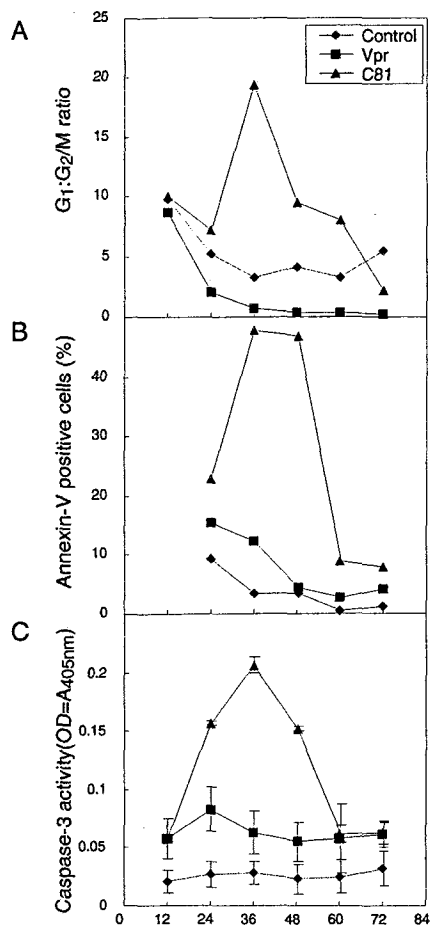 A
Control
Vpr
C81
25
20
15
10
5
0
G1:G2/M ratio
B
40
30
20
10
0
Annexin-V positive cells (%)
C
0.2
0.15
0.1
0.05
0
Caspase-3 activity(OD=A405nm)
0 12 24 36 48 60 72 84